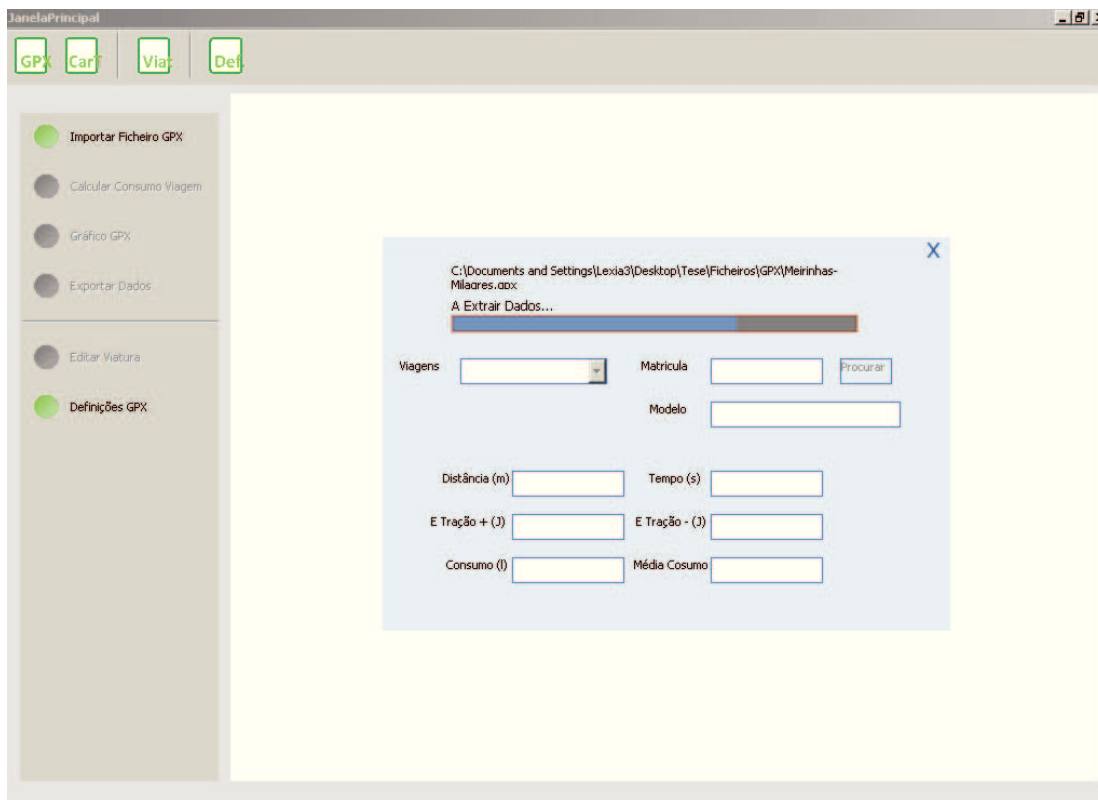 JanelaPrincipal
GPX CarT Viat Def.
Importar Ficheiro GPX
Calcular Consumo Viagem
Gráfico GPX
Exportar Dados
Editar Viatura
Definições GPX
X
C:\Documents and Settings\Lexia3\Desktop\Tese\Ficheiros\GPX\Meirinhas-
Milagres.gpx
A Extrair Dados...
Viagens Matricula Procurar
Modelo
Distância (m) Tempo (s)
E Tração + (J) E Tração - (J)
Consumo (l) Média Cosumo